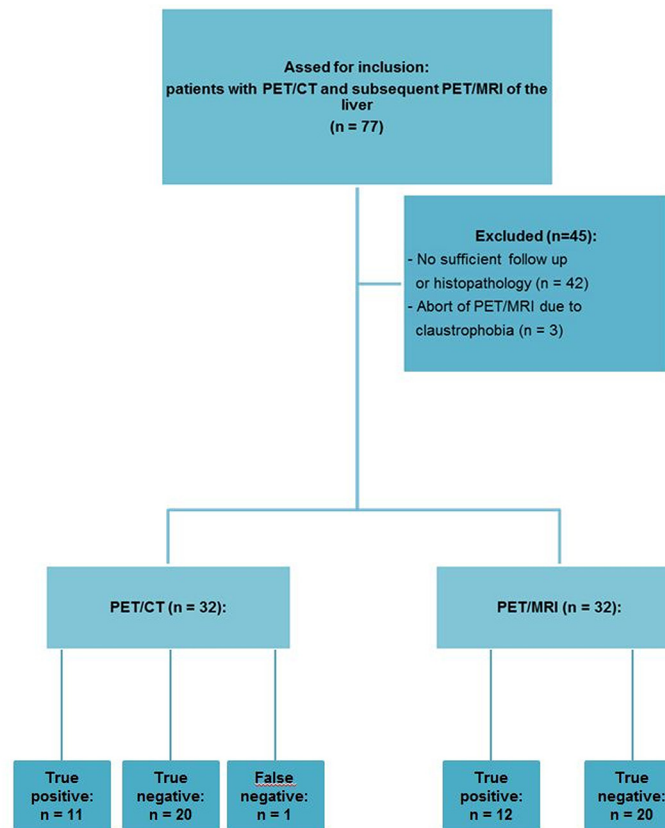 Assed for inclusion:
patients with PET/CT and subsequent PET/MRI of the
liver
(n = 77)
Excluded (n=45):
- No sufficient follow up
or histopathology (n = 42)
- Abort of PET/MRI due to
claustrophobia (n = 3)
PET/CT (n = 32):
PET/MRI (n = 32):
True
positive:
n = 11
True
negative:
n = 20
False
negative:
n = 1
True
positive:
n = 12
True
negative:
n = 20